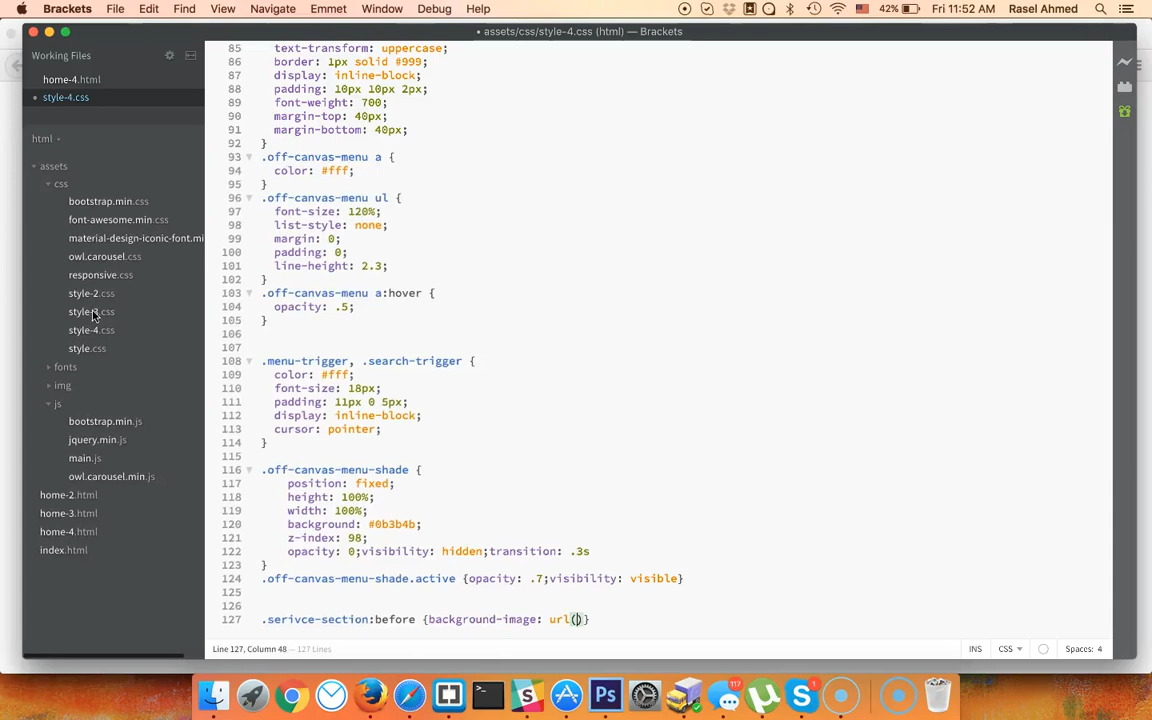 Brackets File Edit Find View Navigate Emmet Window Debug Help 42% Fri 11:52 AM Rasel Ahmed
• assets/css/style-4.css (html) — Brackets
Working Files
home-4.html
• style-4.css
html
assets
css
bootstrap.min.css
font-awesome.min.css
material-design-iconic-font.mi
owl.carousel.css
responsive.css
style-2.css
style-3.css
style-4.css
style.css
fonts
img
js
bootstrap.min.js
jquery.min.js
main.js
owl.carousel.min.js
home-2.html
home-3.html
home-4.html
index.html
85 text-transform: uppercase;
86 border: 1px solid #999;
87 display: inline-block;
88 padding: 10px 10px 2px;
89 font-weight: 700;
90 margin-top: 40px;
91 margin-bottom: 40px;
92 }
93 .off-canvas-menu a {
94 color: #fff;
95 }
96 .off-canvas-menu ul {
97 font-size: 120%;
98 list-style: none;
99 margin: 0;
100 padding: 0;
101 line-height: 2.3;
102 }
103 .off-canvas-menu a:hover {
104 opacity: .5;
105 }
106
107
108 .menu-trigger, .search-trigger {
109 color: #fff;
110 font-size: 18px;
111 padding: 11px 0 5px;
112 display: inline-block;
113 cursor: pointer;
114 }
115
116 .off-canvas-menu-shade {
117 position: fixed;
118 height: 100%;
119 width: 100%;
120 background: #0b3b4b;
121 z-index: 98;
122 opacity: 0;visibility: hidden;transition: .3s
123 }
124 .off-canvas-menu-shade.active {opacity: .7;visibility: visible}
125
126
127 .serivce-section:before {background-image: url()}
Line 127, Column 48 — 127 Lines
INS CSS Spaces: 4
117
1
Ps